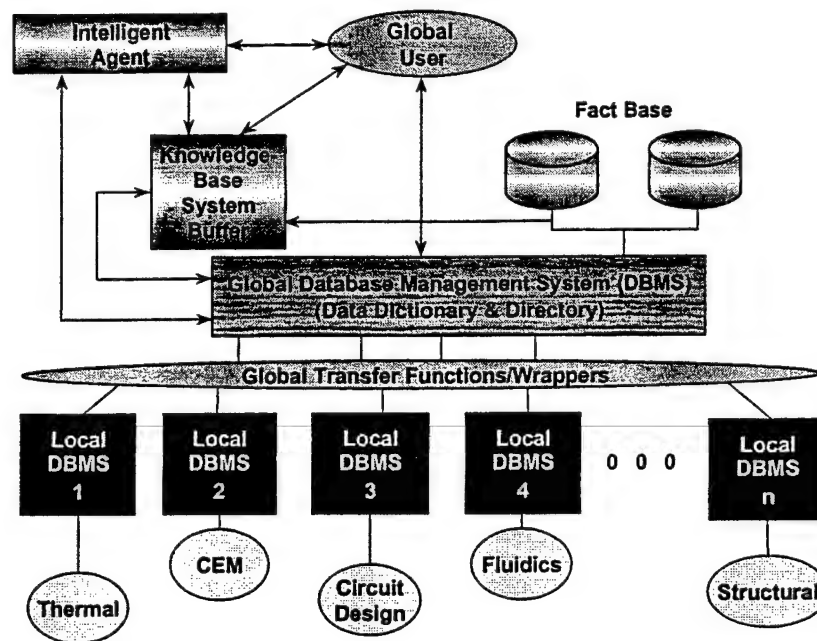 Intelligent
Agent
Global
User
Fact Base
Knowledge-
Base
System
Buffer
Global Database Management System (DBMS)
(Data Dictionary & Directory)
Global Transfer Functions/Wrappers
Local
DBMS
1
Local
DBMS
2
Local
DBMS
3
Local
DBMS
4
0 0 0
Local
DBMS
n
Thermal
CEM
Circuit
Design
Fluidics
Structural